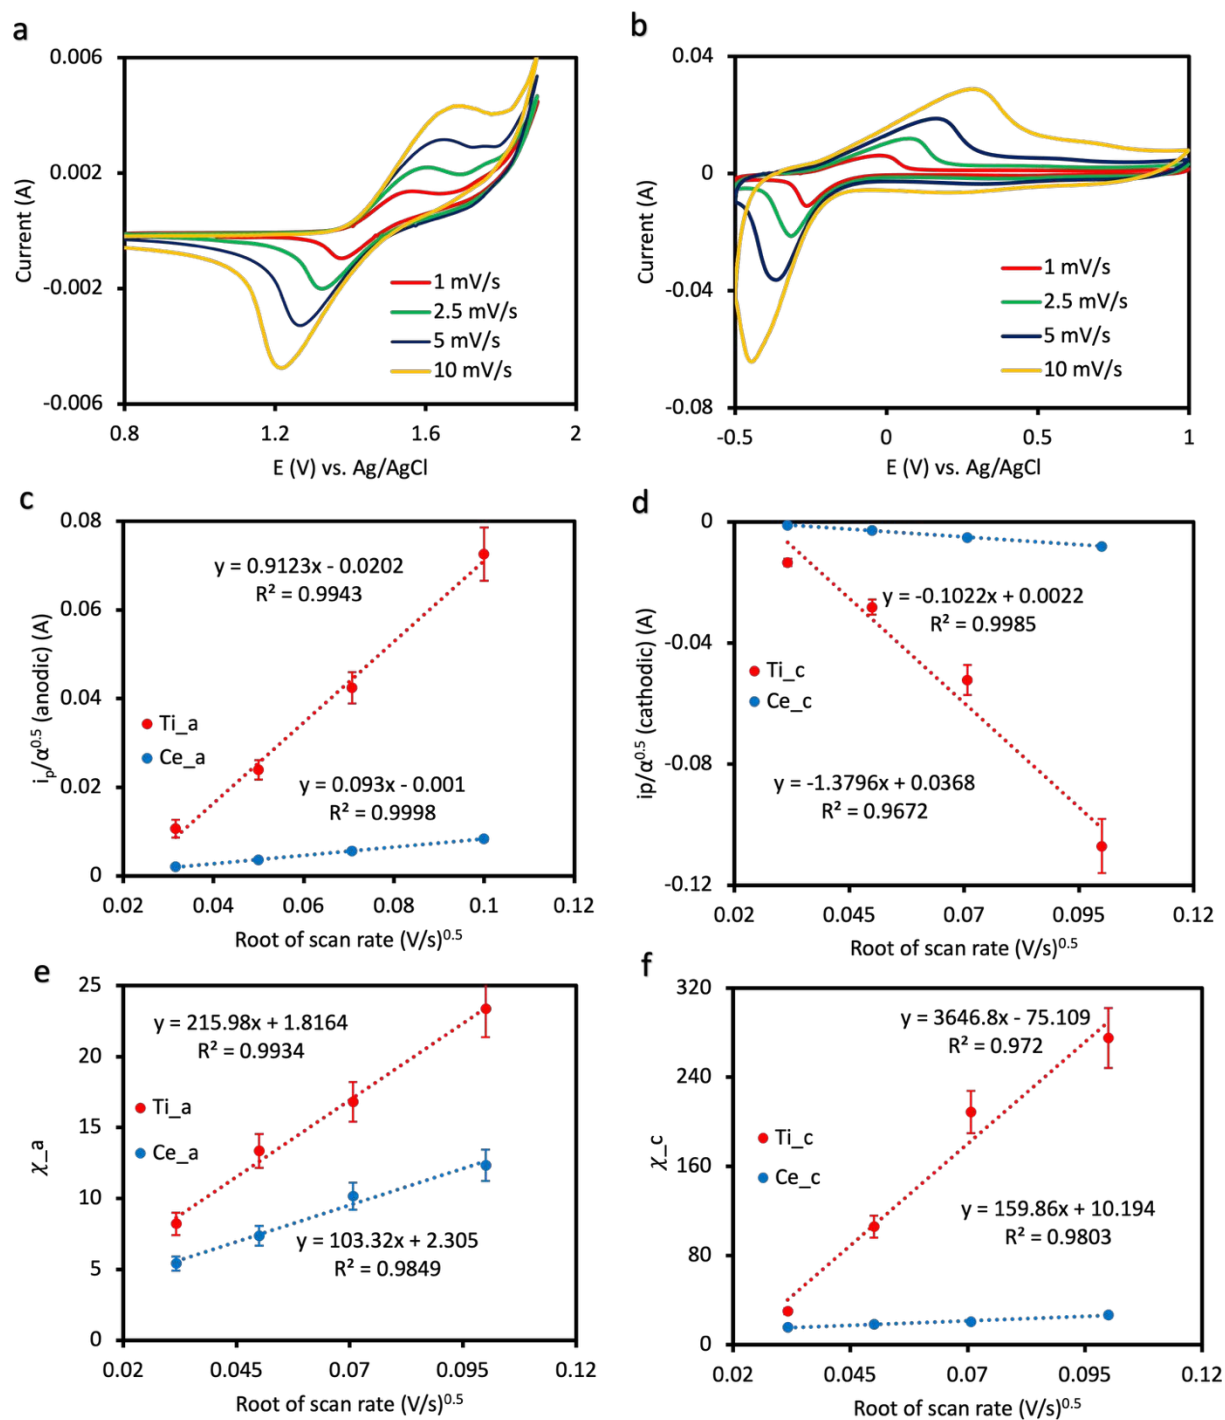 a
0.006
0.002
-0.002
-0.006
Current (A)
1 mV/s
2.5 mV/s
5 mV/s
10 mV/s
0.8
1.2
1.6
2
E (V) vs. Ag/AgCl
b
0.04
0
-0.04
-0.08
Current (A)
1 mV/s
2.5 mV/s
5 mV/s
10 mV/s
-0.5
0
0.5
1
E (V) vs. Ag/AgCl
c
0.08
0.06
0.04
0.02
0
iₚ/α⁰·⁵ (anodic) (A)
y = 0.9123x - 0.0202
R² = 0.9943
Ti_a
Ce_a
y = 0.093x - 0.001
R² = 0.9998
0.02
0.04
0.06
0.08
0.1
0.12
Root of scan rate (V/s)⁰·⁵
d
0
-0.04
-0.08
-0.12
ip/α⁰·⁵ (cathodic) (A)
y = -0.1022x + 0.0022
R² = 0.9985
Ti_c
Ce_c
y = -1.3796x + 0.0368
R² = 0.9672
0.02
0.045
0.07
0.095
0.12
Root of scan rate (V/s)⁰·⁵
e
25
20
15
10
5
0
χ_a
y = 215.98x + 1.8164
R² = 0.9934
Ti_a
Ce_a
y = 103.32x + 2.305
R² = 0.9849
0.02
0.045
0.07
0.095
0.12
Root of scan rate (V/s)⁰·⁵
f
320
240
160
80
0
χ_c
y = 3646.8x - 75.109
R² = 0.972
Ti_c
Ce_c
y = 159.86x + 10.194
R² = 0.9803
0.02
0.045
0.07
0.095
0.12
Root of scan rate (V/s)⁰·⁵